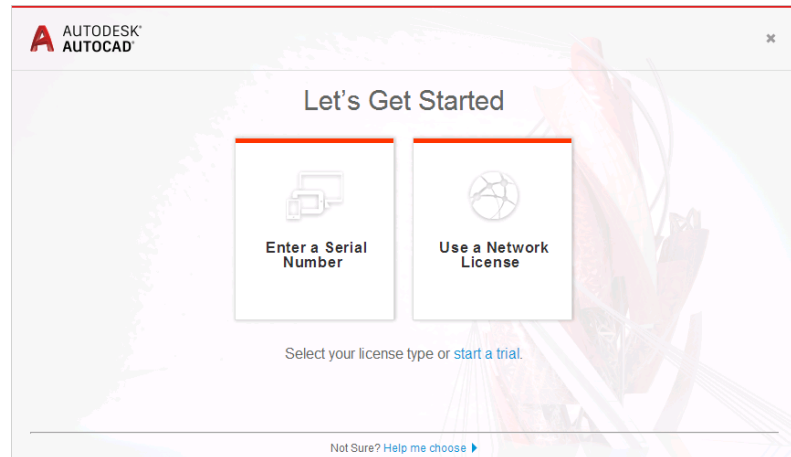 AUTODESK®
AUTOCAD®
Let's Get Started
Enter a Serial
Number
Use a Network
License
Select your license type or start a trial.
Not Sure? Help me choose